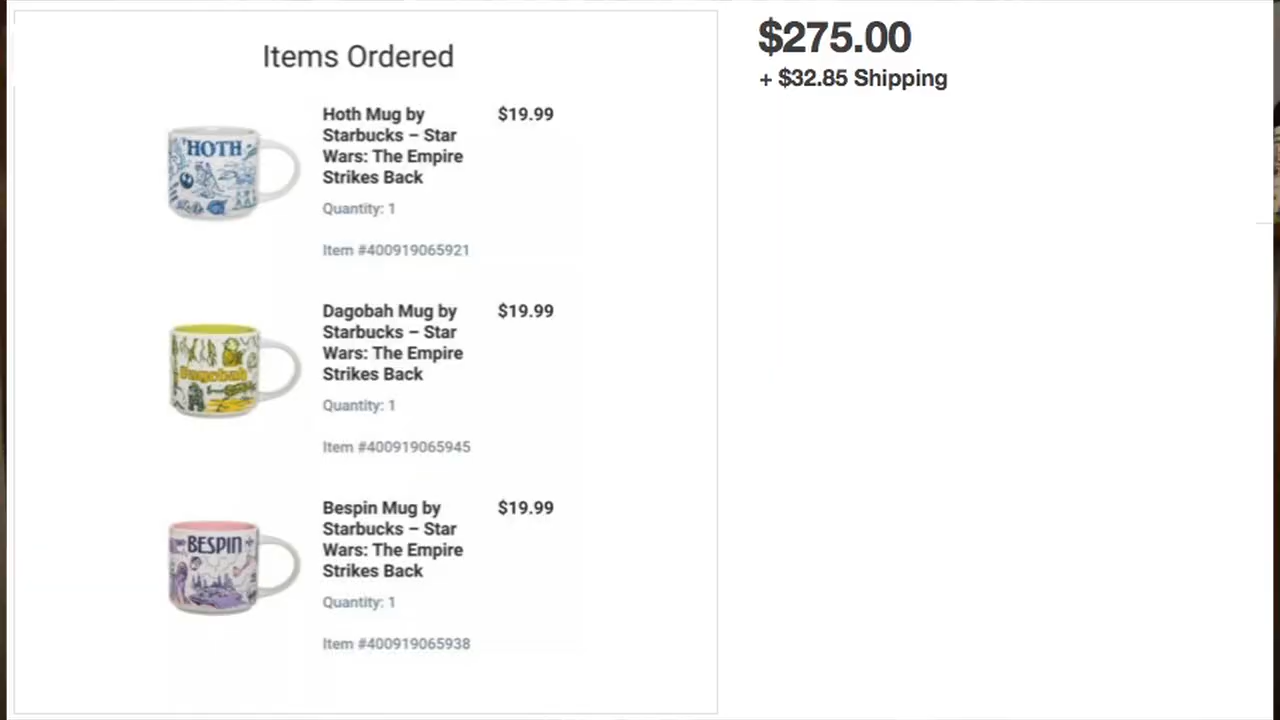 Items Ordered
Hoth Mug by
Starbucks – Star
Wars: The Empire
Strikes Back
$19.99
Quantity: 1
Item #400919065921
HOTH
Dagobah Mug by
Starbucks – Star
Wars: The Empire
Strikes Back
$19.99
Quantity: 1
Item #400919065945
Dagobah
Bespin Mug by
Starbucks – Star
Wars: The Empire
Strikes Back
$19.99
Quantity: 1
Item #400919065938
BESPIN
$275.00
+ $32.85 Shipping